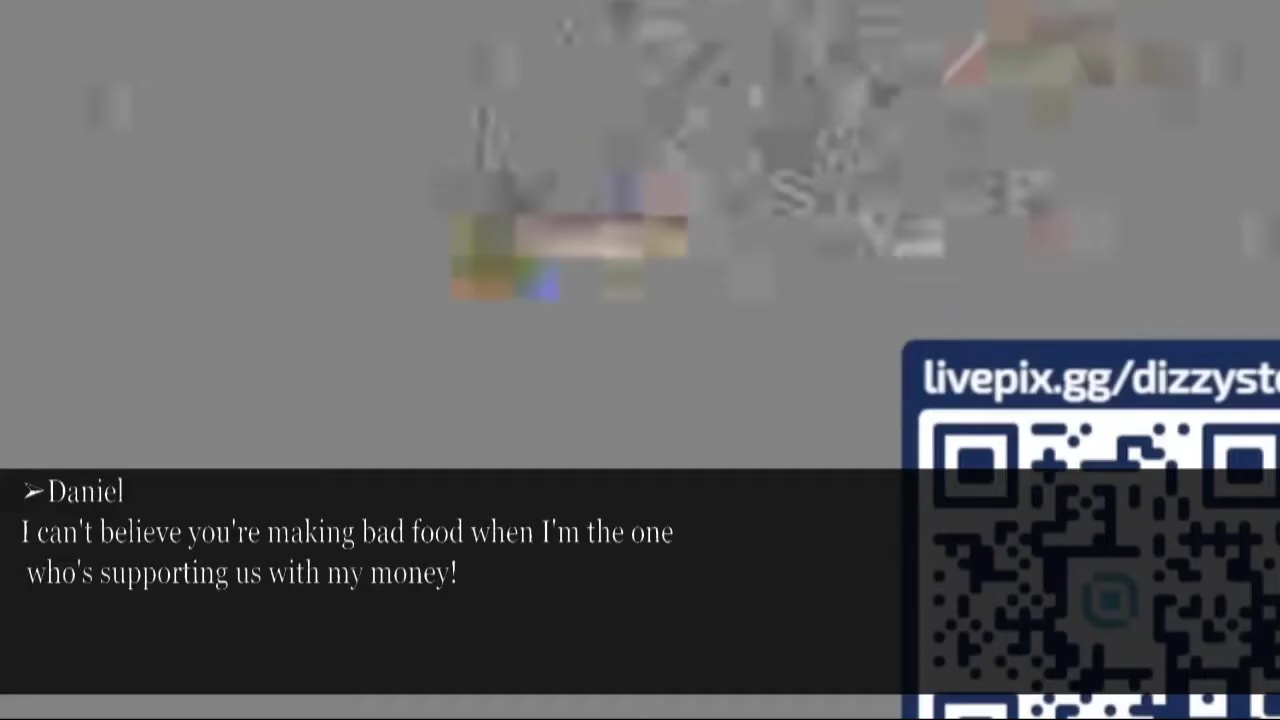 livepix.gg/dizzyst
➢Daniel
I can't believe you're making bad food when I'm the one
who's supporting us with my money!